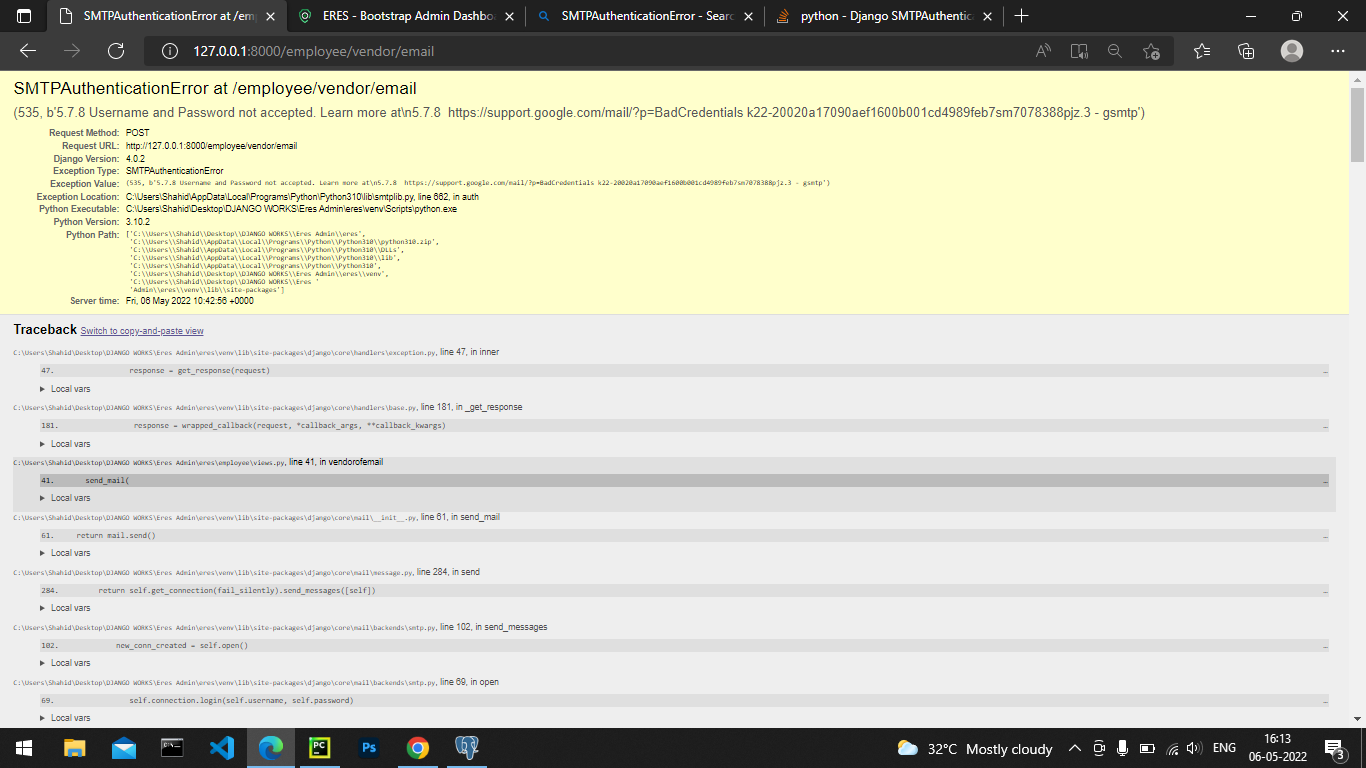 SMTPAuthenticationError at /em
ERES - Bootstrap Admin Dashbo
SMTPAuthenticationError - Searc
python - Django SMTPAuthentic
127.0.0.1:8000/employee/vendor/email
SMTPAuthenticationError at /employee/vendor/email
(535, b'5.7.8 Username and Password not accepted. Learn more at\n5.7.8  https://support.google.com/mail/?p=BadCredentials k22-20020a17090aef1600b001cd4989feb7sm7078388pjz.3 - gsmtp')
Request Method: POST
Request URL: http://127.0.0.1:8000/employee/vendor/email
Django Version: 4.0.2
Exception Type: SMTPAuthenticationError
Exception Value: (535, b'5.7.8 Username and Password not accepted. Learn more at\n5.7.8  https://support.google.com/mail/?p=BadCredentials k22-20020a17090aef1600b001cd4989feb7sm7078388pjz.3 - gsmtp')
Exception Location: C:\Users\Shahid\AppData\Local\Programs\Python\Python310\lib\smtplib.py, line 662, in auth
Python Executable: C:\Users\Shahid\Desktop\DJANGO WORKS\Eres Admin\eres\venv\Scripts\python.exe
Python Version: 3.10.2
Python Path: ['C:\\Users\\Shahid\\Desktop\\DJANGO WORKS\\Eres Admin\\eres',
'C:\\Users\\Shahid\\AppData\\Local\\Programs\\Python\\Python310\\python310.zip',
'C:\\Users\\Shahid\\AppData\\Local\\Programs\\Python\\Python310\\DLLs',
'C:\\Users\\Shahid\\AppData\\Local\\Programs\\Python\\Python310\\lib',
'C:\\Users\\Shahid\\AppData\\Local\\Programs\\Python\\Python310',
'C:\\Users\\Shahid\\Desktop\\DJANGO WORKS\\Eres Admin\\eres\\venv',
'C:\\Users\\Shahid\\Desktop\\DJANGO WORKS\\Eres '
'Admin\\eres\\venv\\lib\\site-packages']
Server time: Fri, 06 May 2022 10:42:56 +0000
Traceback Switch to copy-and-paste view
C:\Users\Shahid\Desktop\DJANGO WORKS\Eres Admin\eres\venv\lib\site-packages\django\core\handlers\exception.py, line 47, in inner
47. response = get_response(request) …
▶ Local vars
C:\Users\Shahid\Desktop\DJANGO WORKS\Eres Admin\eres\venv\lib\site-packages\django\core\handlers\base.py, line 181, in _get_response
181. response = wrapped_callback(request, *callback_args, **callback_kwargs) …
▶ Local vars
C:\Users\Shahid\Desktop\DJANGO WORKS\Eres Admin\eres\employee\views.py, line 41, in vendorofemail
41. send_mail( …
▶ Local vars
C:\Users\Shahid\Desktop\DJANGO WORKS\Eres Admin\eres\venv\lib\site-packages\django\core\mail\__init__.py, line 61, in send_mail
61. return mail.send() …
▶ Local vars
C:\Users\Shahid\Desktop\DJANGO WORKS\Eres Admin\eres\venv\lib\site-packages\django\core\mail\message.py, line 284, in send
284. return self.get_connection(fail_silently).send_messages([self]) …
▶ Local vars
C:\Users\Shahid\Desktop\DJANGO WORKS\Eres Admin\eres\venv\lib\site-packages\django\core\mail\backends\smtp.py, line 102, in send_messages
102. new_conn_created = self.open() …
▶ Local vars
C:\Users\Shahid\Desktop\DJANGO WORKS\Eres Admin\eres\venv\lib\site-packages\django\core\mail\backends\smtp.py, line 69, in open
69. self.connection.login(self.username, self.password) …
▶ Local vars
PC
Ps
32°C Mostly cloudy
ENG
16:13
06-05-2022
3